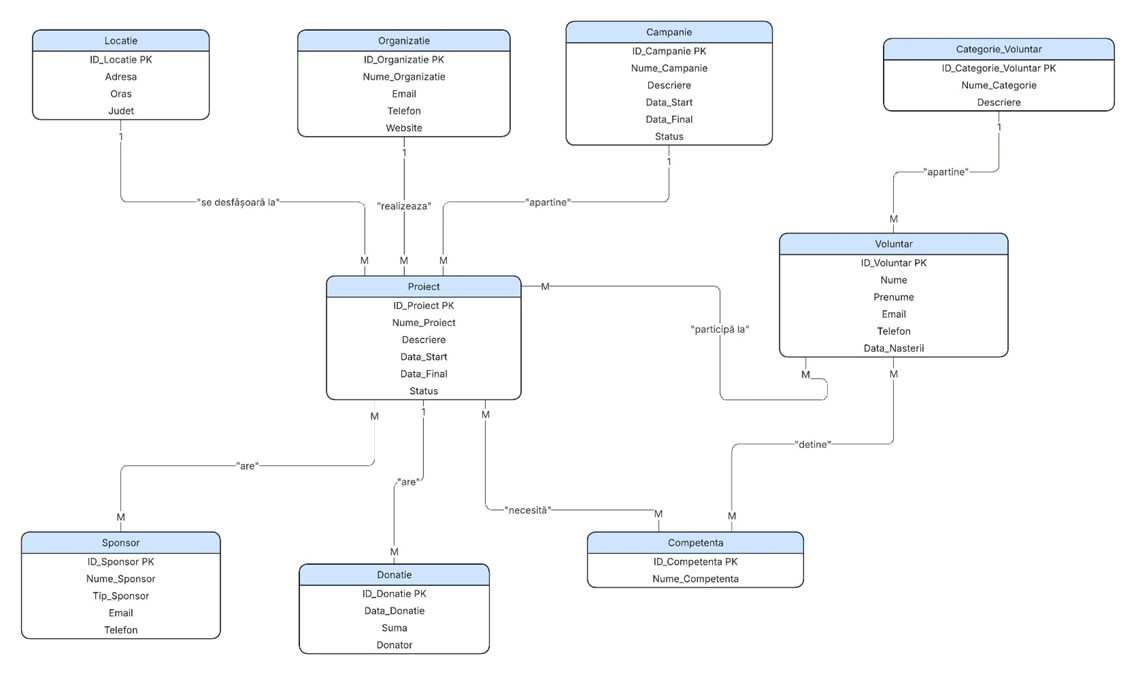 Locatie
ID_Locatie PK
Adresa
Oras
Judet
1
Organizatie
ID_Organizatie PK
Nume_Organizatie
Email
Telefon
Website
1
Campanie
ID_Campanie PK
Nume_Campanie
Descriere
Data_Start
Data_Final
Status
1
Categorie_Voluntar
ID_Categorie_Voluntar PK
Nume_Categorie
Descriere
1
"se desfășoară la"
"realizeaza"
"apartine"
"apartine"
M
M
M
M
Voluntar
ID_Voluntar PK
Nume
Prenume
Email
Telefon
Data_Nasterii
M
M
Proiect
ID_Proiect PK
Nume_Proiect
Descriere
Data_Start
Data_Final
Status
M
"participă la"
M
1
M
"are"
"are"
"necesită"
"detine"
M
M
M
M
Sponsor
ID_Sponsor PK
Nume_Sponsor
Tip_Sponsor
Email
Telefon
Donatie
ID_Donatie PK
Data_Donatie
Suma
Donator
Competenta
ID_Competenta PK
Nume_Competenta